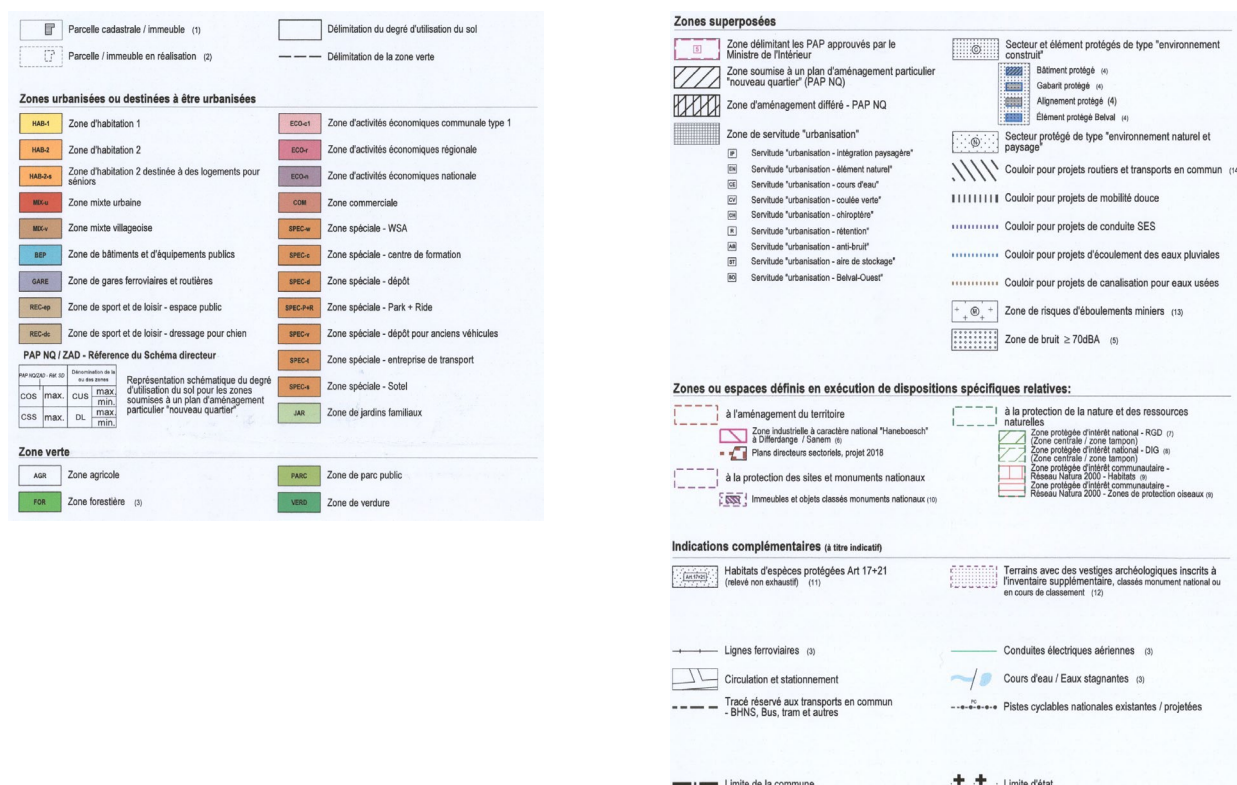 Parcelle cadastrale / immeuble (1)
Délimitation du degré d'utilisation du sol
Parcelle / immeuble en réalisation (2)
Délimitation de la zone verte
Zones urbanisées ou destinées à être urbanisées
HAB-1 Zone d'habitation 1
HAB-2 Zone d'habitation 2
HAB-2-s Zone d'habitation 2 destinée à des logements pour
séniors
MIX-u Zone mixte urbaine
MIX-v Zone mixte villageoise
BEP Zone de bâtiments et d'équipements publics
GARE Zone de gares ferroviaires et routières
REC-ep Zone de sport et de loisir - espace public
REC-dc Zone de sport et de loisir - dressage pour chien
ECO-c1 Zone d'activités économiques communale type 1
ECO-r Zone d'activités économiques régionale
ECO-n Zone d'activités économiques nationale
COM Zone commerciale
SPEC-w Zone spéciale - WSA
SPEC-c Zone spéciale - centre de formation
SPEC-d Zone spéciale - dépôt
SPEC-P+R Zone spéciale - Park + Ride
SPEC-v Zone spéciale - dépôt pour anciens véhicules
SPEC-t Zone spéciale - entreprise de transport
SPEC-s Zone spéciale - Sotel
JAR Zone de jardins familiaux
PAP NQ / ZAD - Réference du Schéma directeur
PAP NQ/ZAD - Réf. SD
Dénomination de la
ou des zones
COS max. CUS max.
min.
CSS max. DL max.
min.
Représentation schématique du degré
d'utilisation du sol pour les zones
soumises à un plan d'aménagement
particulier "nouveau quartier"
Zone verte
AGR Zone agricole
FOR Zone forestière (3)
PARC Zone de parc public
VERD Zone de verdure
Zones superposées
Zone délimitant les PAP approuvés par le
Ministre de l'Intérieur
Zone soumise à un plan d'aménagement particulier
"nouveau quartier" (PAP NQ)
Zone d'aménagement différé - PAP NQ
Zone de servitude "urbanisation"
IP Servitude "urbanisation - intégration paysagère"
EN Servitude "urbanisation - élément naturel"
CE Servitude "urbanisation - cours d'eau"
CV Servitude "urbanisation - coulée verte"
CH Servitude "urbanisation - chiroptère"
R Servitude "urbanisation - rétention"
AB Servitude "urbanisation - anti-bruit"
ST Servitude "urbanisation - aire de stockage"
BO Servitude "urbanisation - Belval-Ouest"
C Secteur et élément protégés de type "environnement
construit"
Bâtiment protégé (4)
Gabarit protégé (4)
Alignement protégé (4)
Élément protégé Belval (4)
N Secteur protégé de type "environnement naturel et
paysage"
Couloir pour projets routiers et transports en commun (14
Couloir pour projets de mobilité douce
Couloir pour projets de conduite SES
Couloir pour projets d'écoulement des eaux pluviales
Couloir pour projets de canalisation pour eaux usées
M Zone de risques d'éboulements miniers (13)
Zone de bruit ≥ 70dBA (5)
Zones ou espaces définis en exécution de dispositions spécifiques relatives:
à l'aménagement du territoire
Zone industrielle à caractère national "Haneboesch"
à Differdange / Sanem (6)
Plans directeurs sectoriels, projet 2018
à la protection des sites et monuments nationaux
Immeubles et objets classés monuments nationaux (10)
à la protection de la nature et des ressources
naturelles
Zone protégée d'intérêt national - RGD (7)
(Zone centrale / zone tampon)
Zone protégée d'intérêt national - DIG (8)
(Zone centrale / zone tampon)
Zone protégée d'intérêt communautaire -
Réseau Natura 2000 - Habitats (9)
Zone protégée d'intérêt communautaire -
Réseau Natura 2000 - Zones de protection oiseaux (9)
Indications complémentaires (à titre indicatif)
Art 17+21 Habitats d'espèces protégées Art 17+21
(relevé non exhaustif) (11)
Terrains avec des vestiges archéologiques inscrits à
l'inventaire supplémentaire, classés monument national ou
en cours de classement (12)
Lignes ferroviaires (3)
Conduites électriques aériennes (3)
Circulation et stationnement
Cours d'eau / Eaux stagnantes (3)
Tracé réservé aux transports en commun
- BHNS, Bus, tram et autres
PC Pistes cyclables nationales existantes / projetées
Limite de la commune
Limite d'état